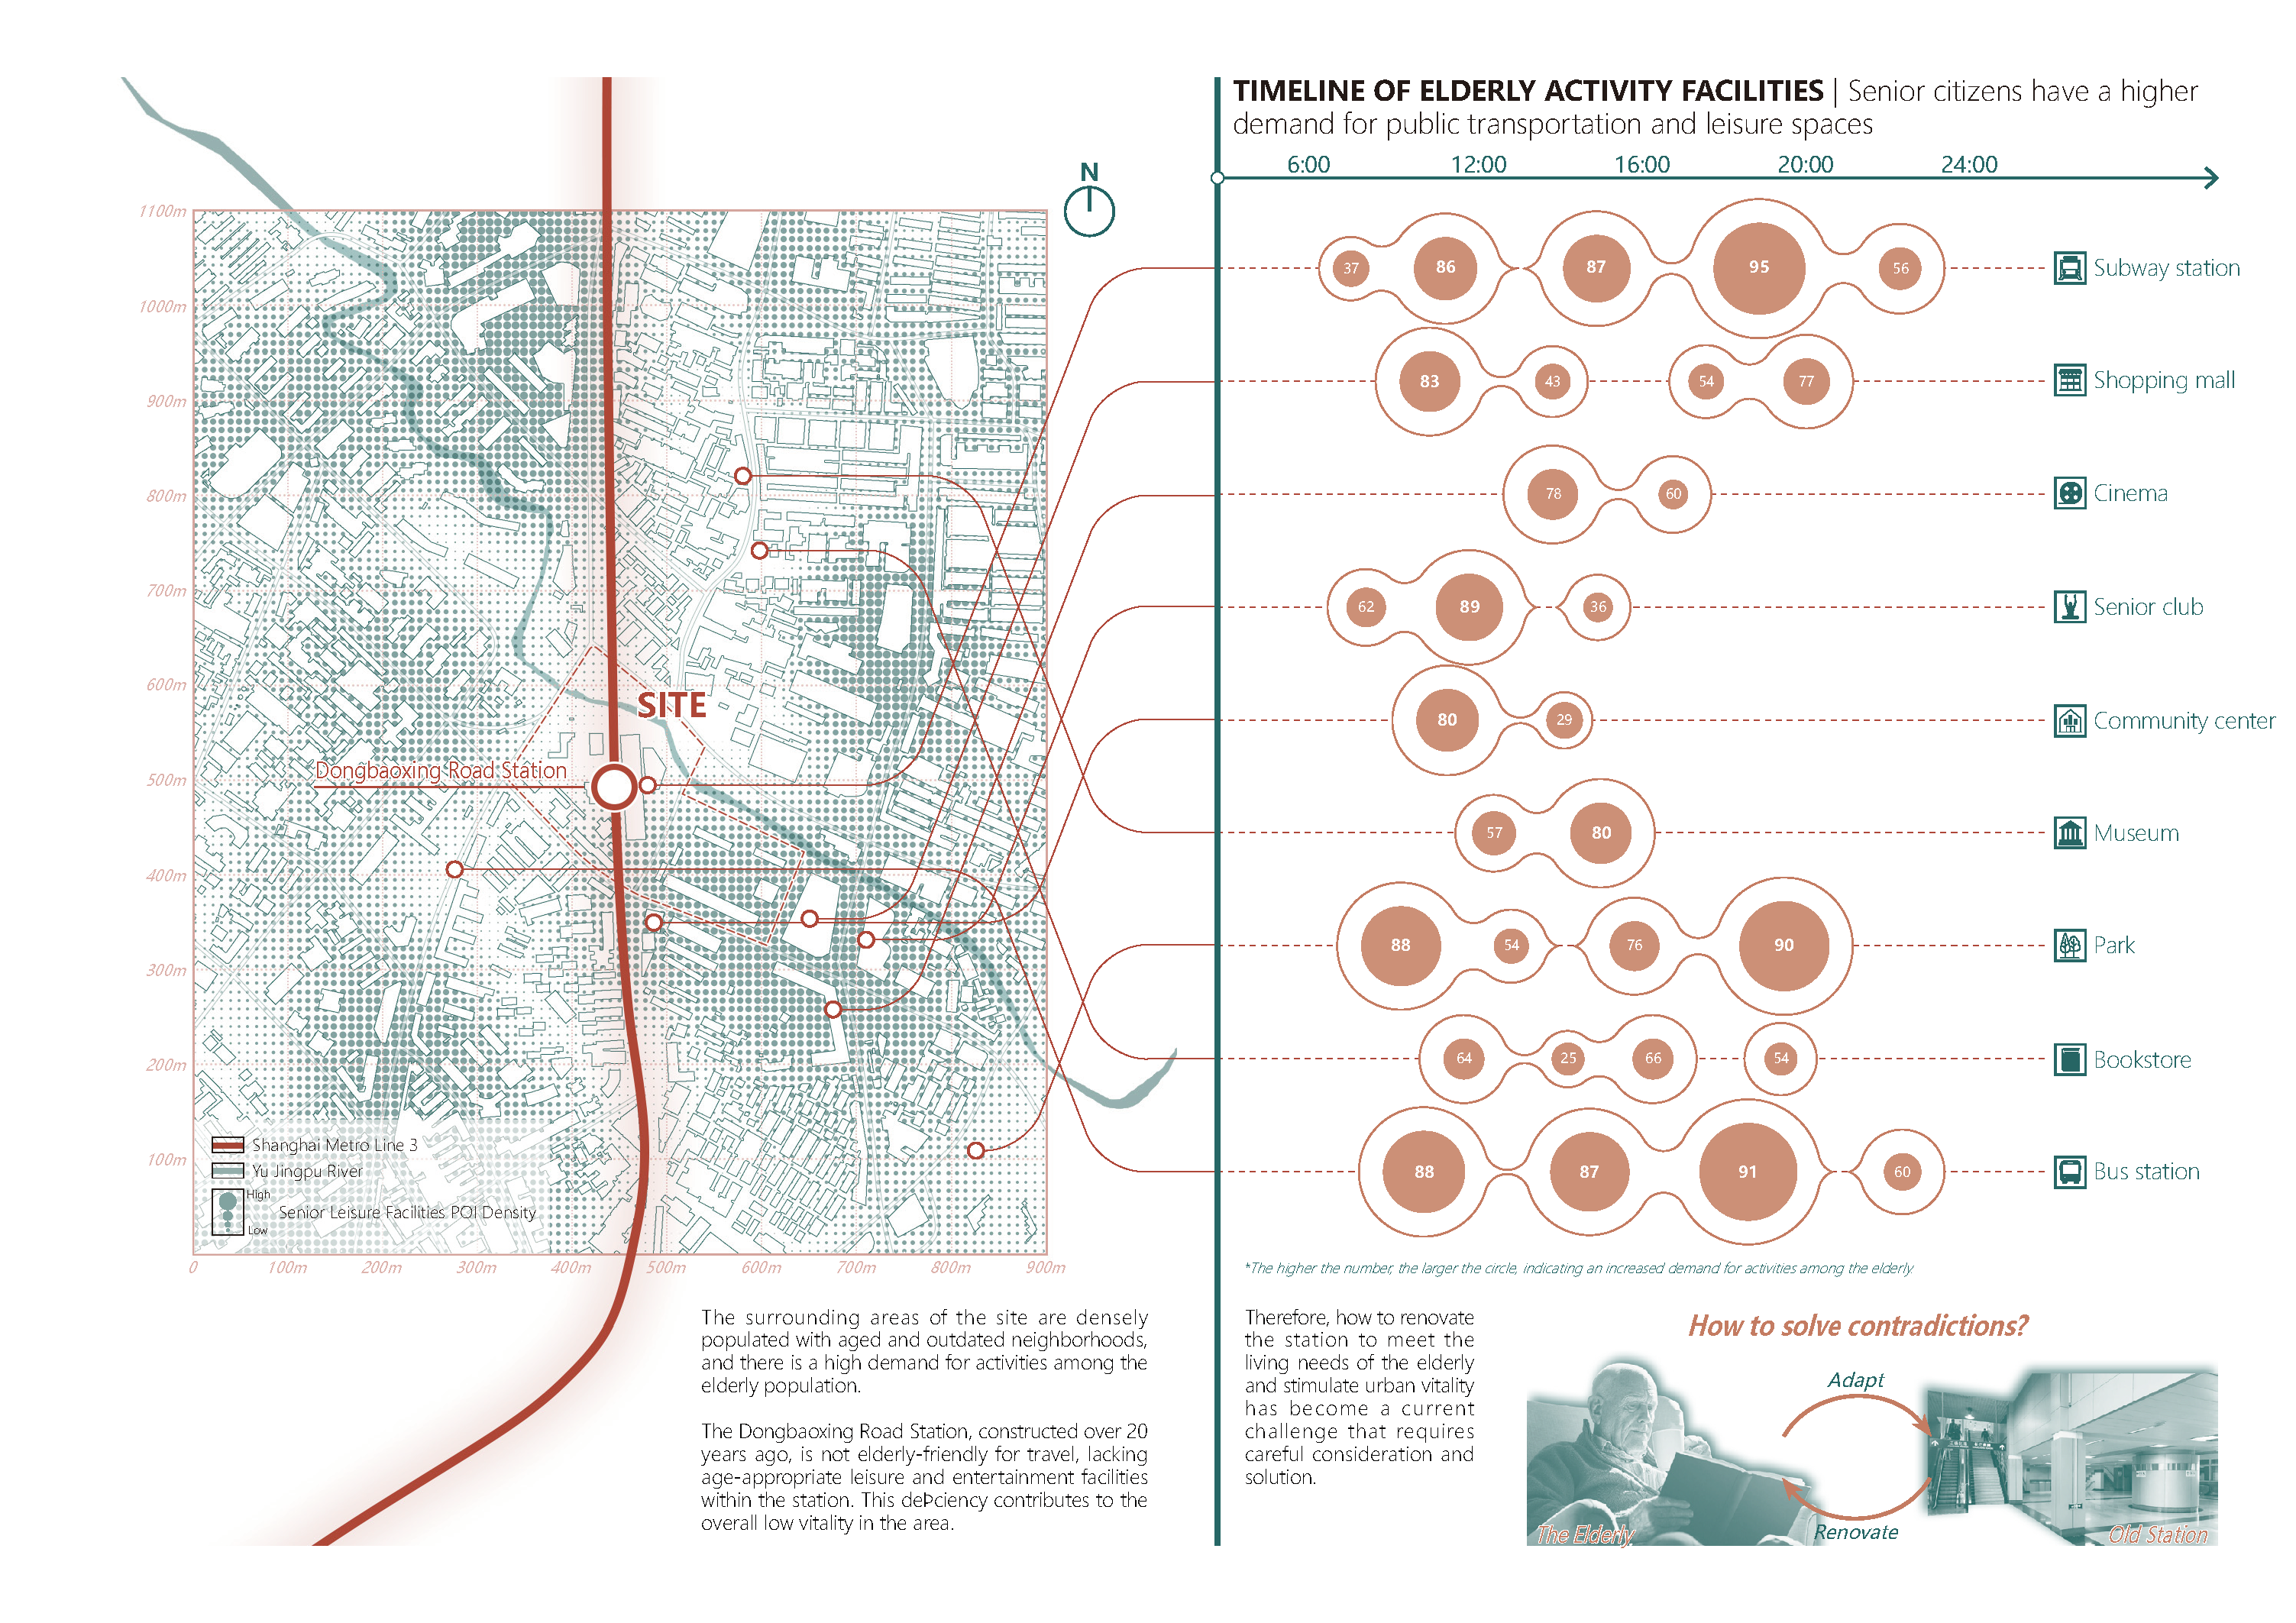 TIMELINE OF ELDERLY ACTIVITY FACILITIES | Senior citizens have a higher
demand for public transportation and leisure spaces
6:00 12:00 16:00 20:00 24:00
N
1100m
1000m
900m
800m
700m
600m
500m
400m
300m
200m
100m
0 100m 200m 300m 400m 500m 600m 700m 800m 900m
SITE
Dongbaoxing Road Station
Shanghai Metro Line 3
Yu Jingpu River
High
Senior Leisure Facilities POI Density
Low
37 86 87 95 56 Subway station
83 43 54 77 Shopping mall
78 60 Cinema
62 89 36 Senior club
80 29 Community center
57 80 Museum
88 54 76 90 Park
64 25 66 54 Bookstore
88 87 91 60 Bus station
*The higher the number, the larger the circle, indicating an increased demand for activities among the elderly.
The surrounding areas of the site are densely
populated with aged and outdated neighborhoods,
and there is a high demand for activities among the
elderly population.
The Dongbaoxing Road Station, constructed over 20
years ago, is not elderly-friendly for travel, lacking
age-appropriate leisure and entertainment facilities
within the station. This deÞciency contributes to the
overall low vitality in the area.
Therefore, how to renovate
the station to meet the
living needs of the elderly
and stimulate urban vitality
has become a current
challenge that requires
careful consideration and
solution.
How to solve contradictions?
Adapt
Renovate
The Elderly
Old Station